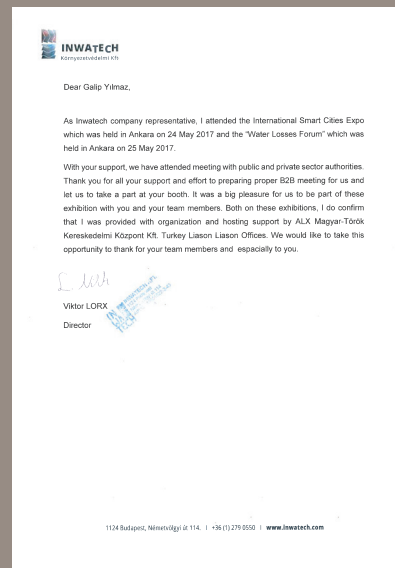 INWATECH
Környezetvédelmi Kft.
Dear Galip Yılmaz,
As Inwatech company representative, I attended the International Smart Cities Expo
which was held in Ankara on 24 May 2017 and the “Water Losses Forum” which was
held in Ankara on 25 May 2017.
With your support, we have attended meeting with public and private sector authorities.
Thank you for all your support and effort to preparing proper B2B meeting for us and
let us to take a part at your booth. It was a big pleasure for us to be part of these
exhibition with you and your team members. Both on these exhibitions, I do confirm
that I was provided with organization and hosting support by ALX Magyar-Török
Kereskedelmi Központ Kft. Turkey Liason Liason Offices. We would like to take this
opportunity to thank for your team members and espacially to you.
Viktor LORX
Director
1124 Budapest, Németvölgyi út 114. | +36 (1) 279 0550 | www.inwatech.com